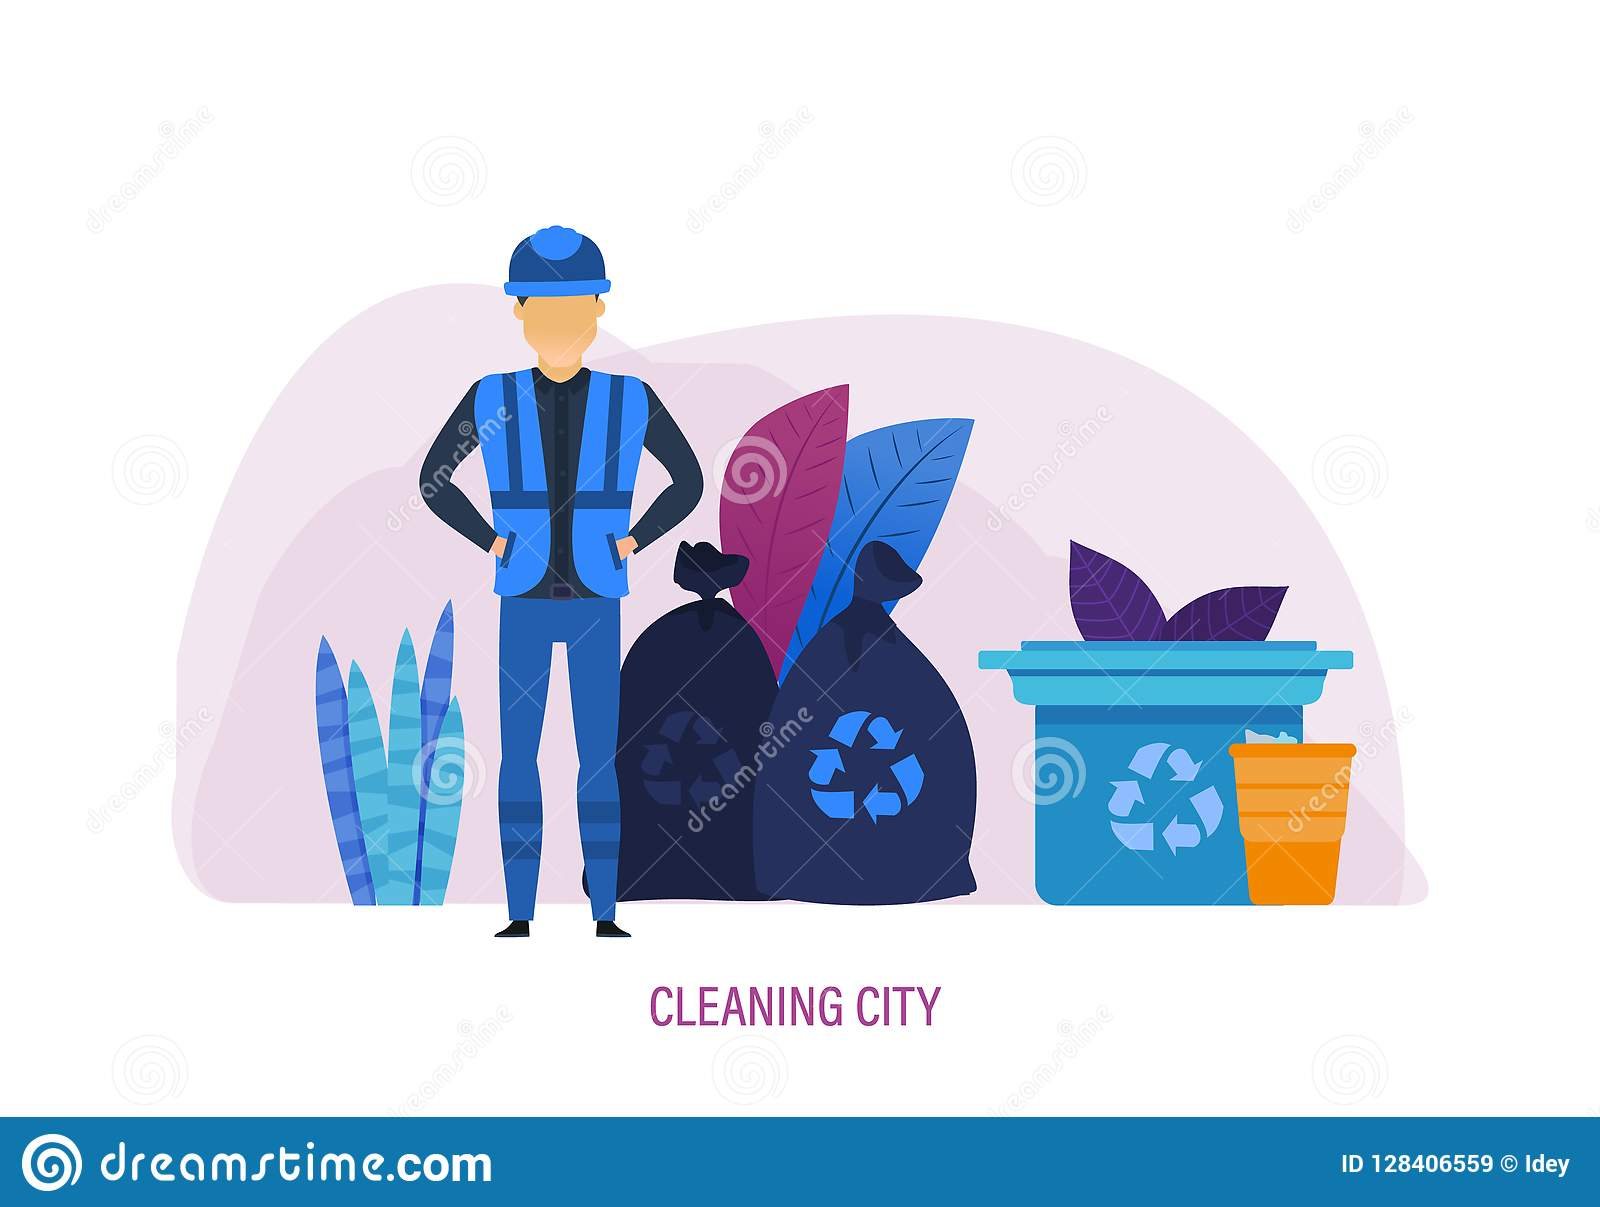 CLEANING CITY
dreamstime.com
ID 128406559 © Idey